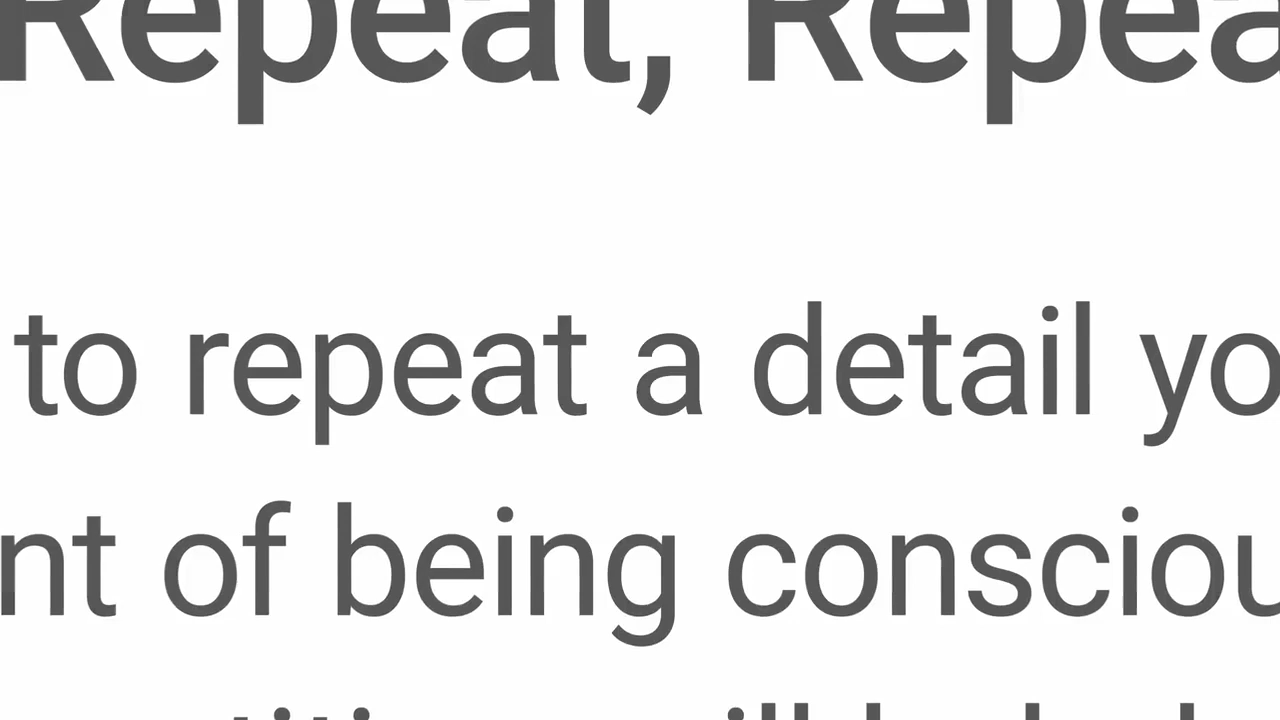 Repeat, Repea
to repeat a detail yo
nt of being consciou